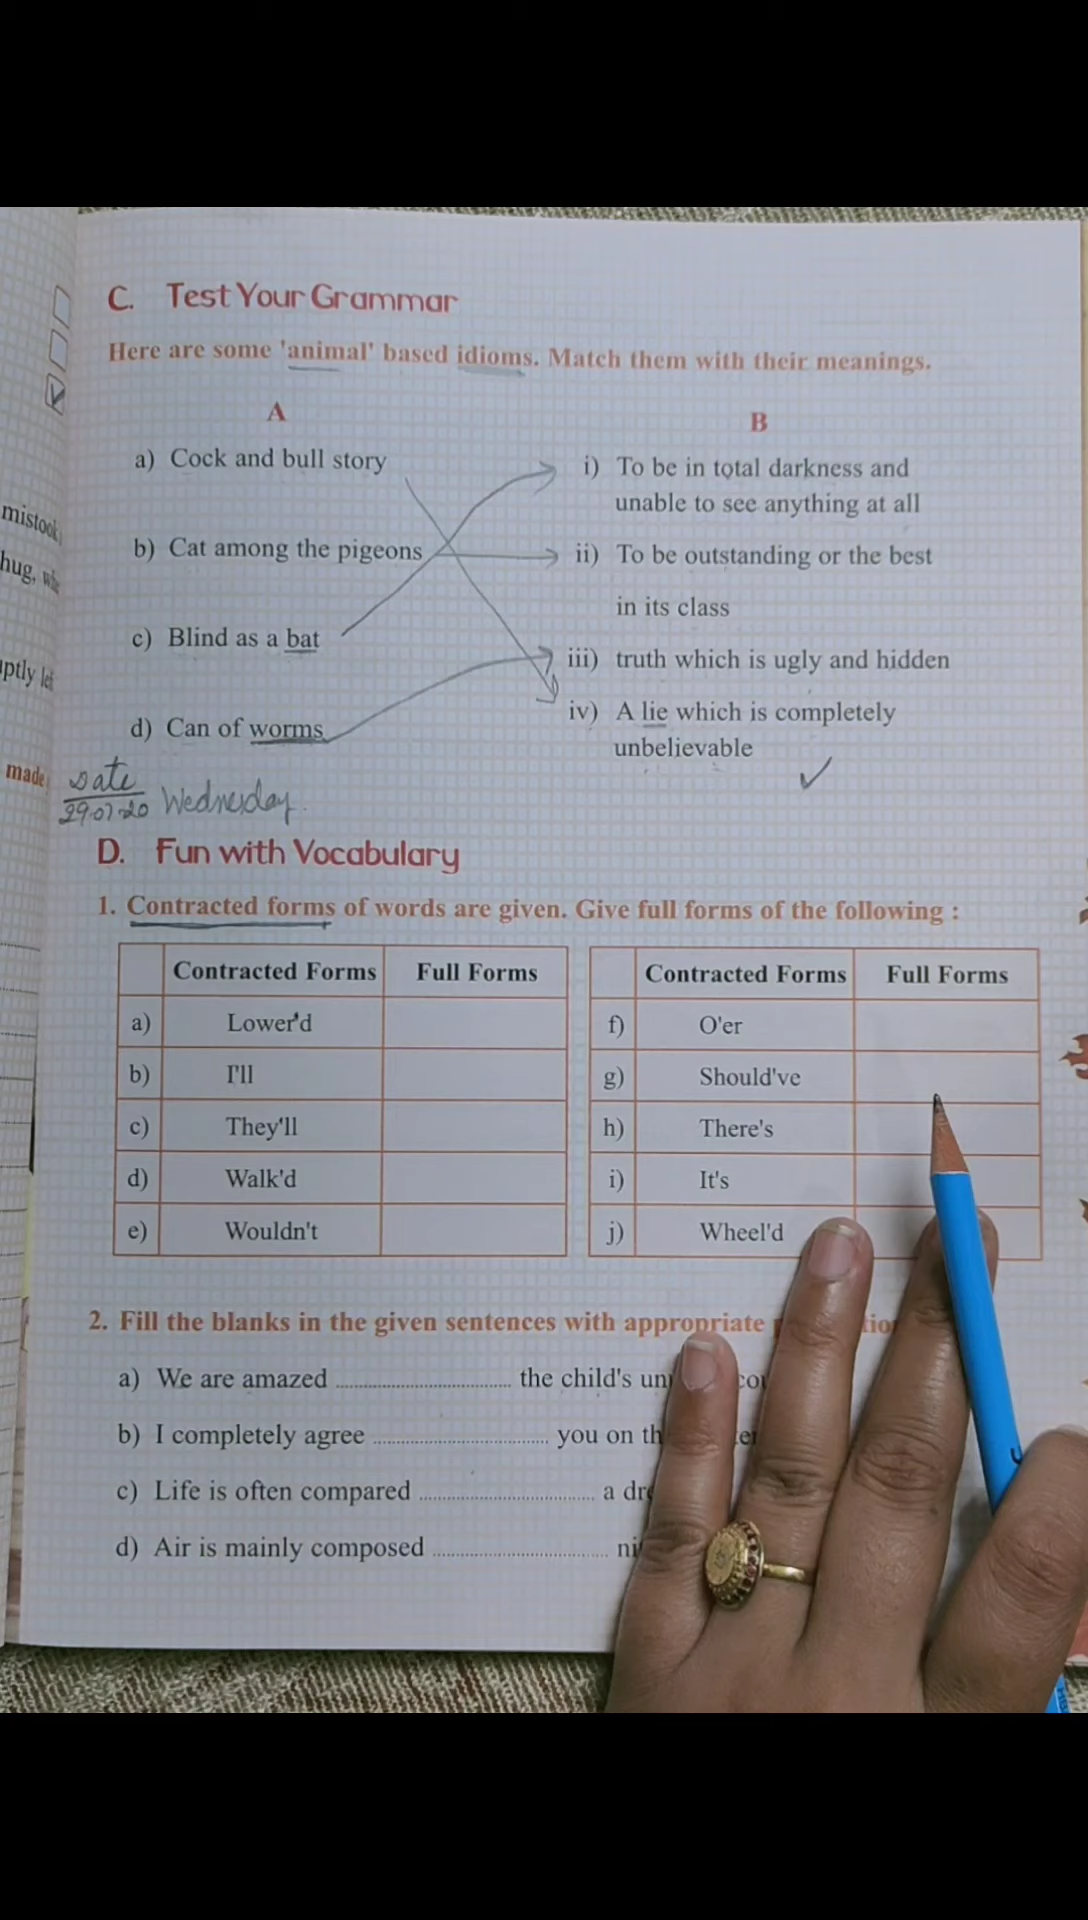 C. Test Your Grammar
Here are some 'animal' based idioms. Match them with their meanings.
A
B
a) Cock and bull story
i) To be in total darkness and
unable to see anything at all
b) Cat among the pigeons
ii) To be outstanding or the best
in its class
c) Blind as a bat
iii) truth which is ugly and hidden
d) Can of worms
iv) A lie which is completely
unbelievable
mistook
hug,
made
Date
29.07.20 Wednesday.
D. Fun with Vocabulary
1. Contracted forms of words are given. Give full forms of the following :
Contracted Forms Full Forms
a) Lower'd
b) I'll
c) They'll
d) Walk'd
e) Wouldn't
Contracted Forms Full Forms
f) O'er
g) Should've
h) There's
i) It's
j) Wheel'd
2. Fill the blanks in the given sentences with appropriate
a) We are amazed .............................. the child's
b) I completely agree .............................. you on
c) Life is often compared .............................. a
d) Air is mainly composed ..............................